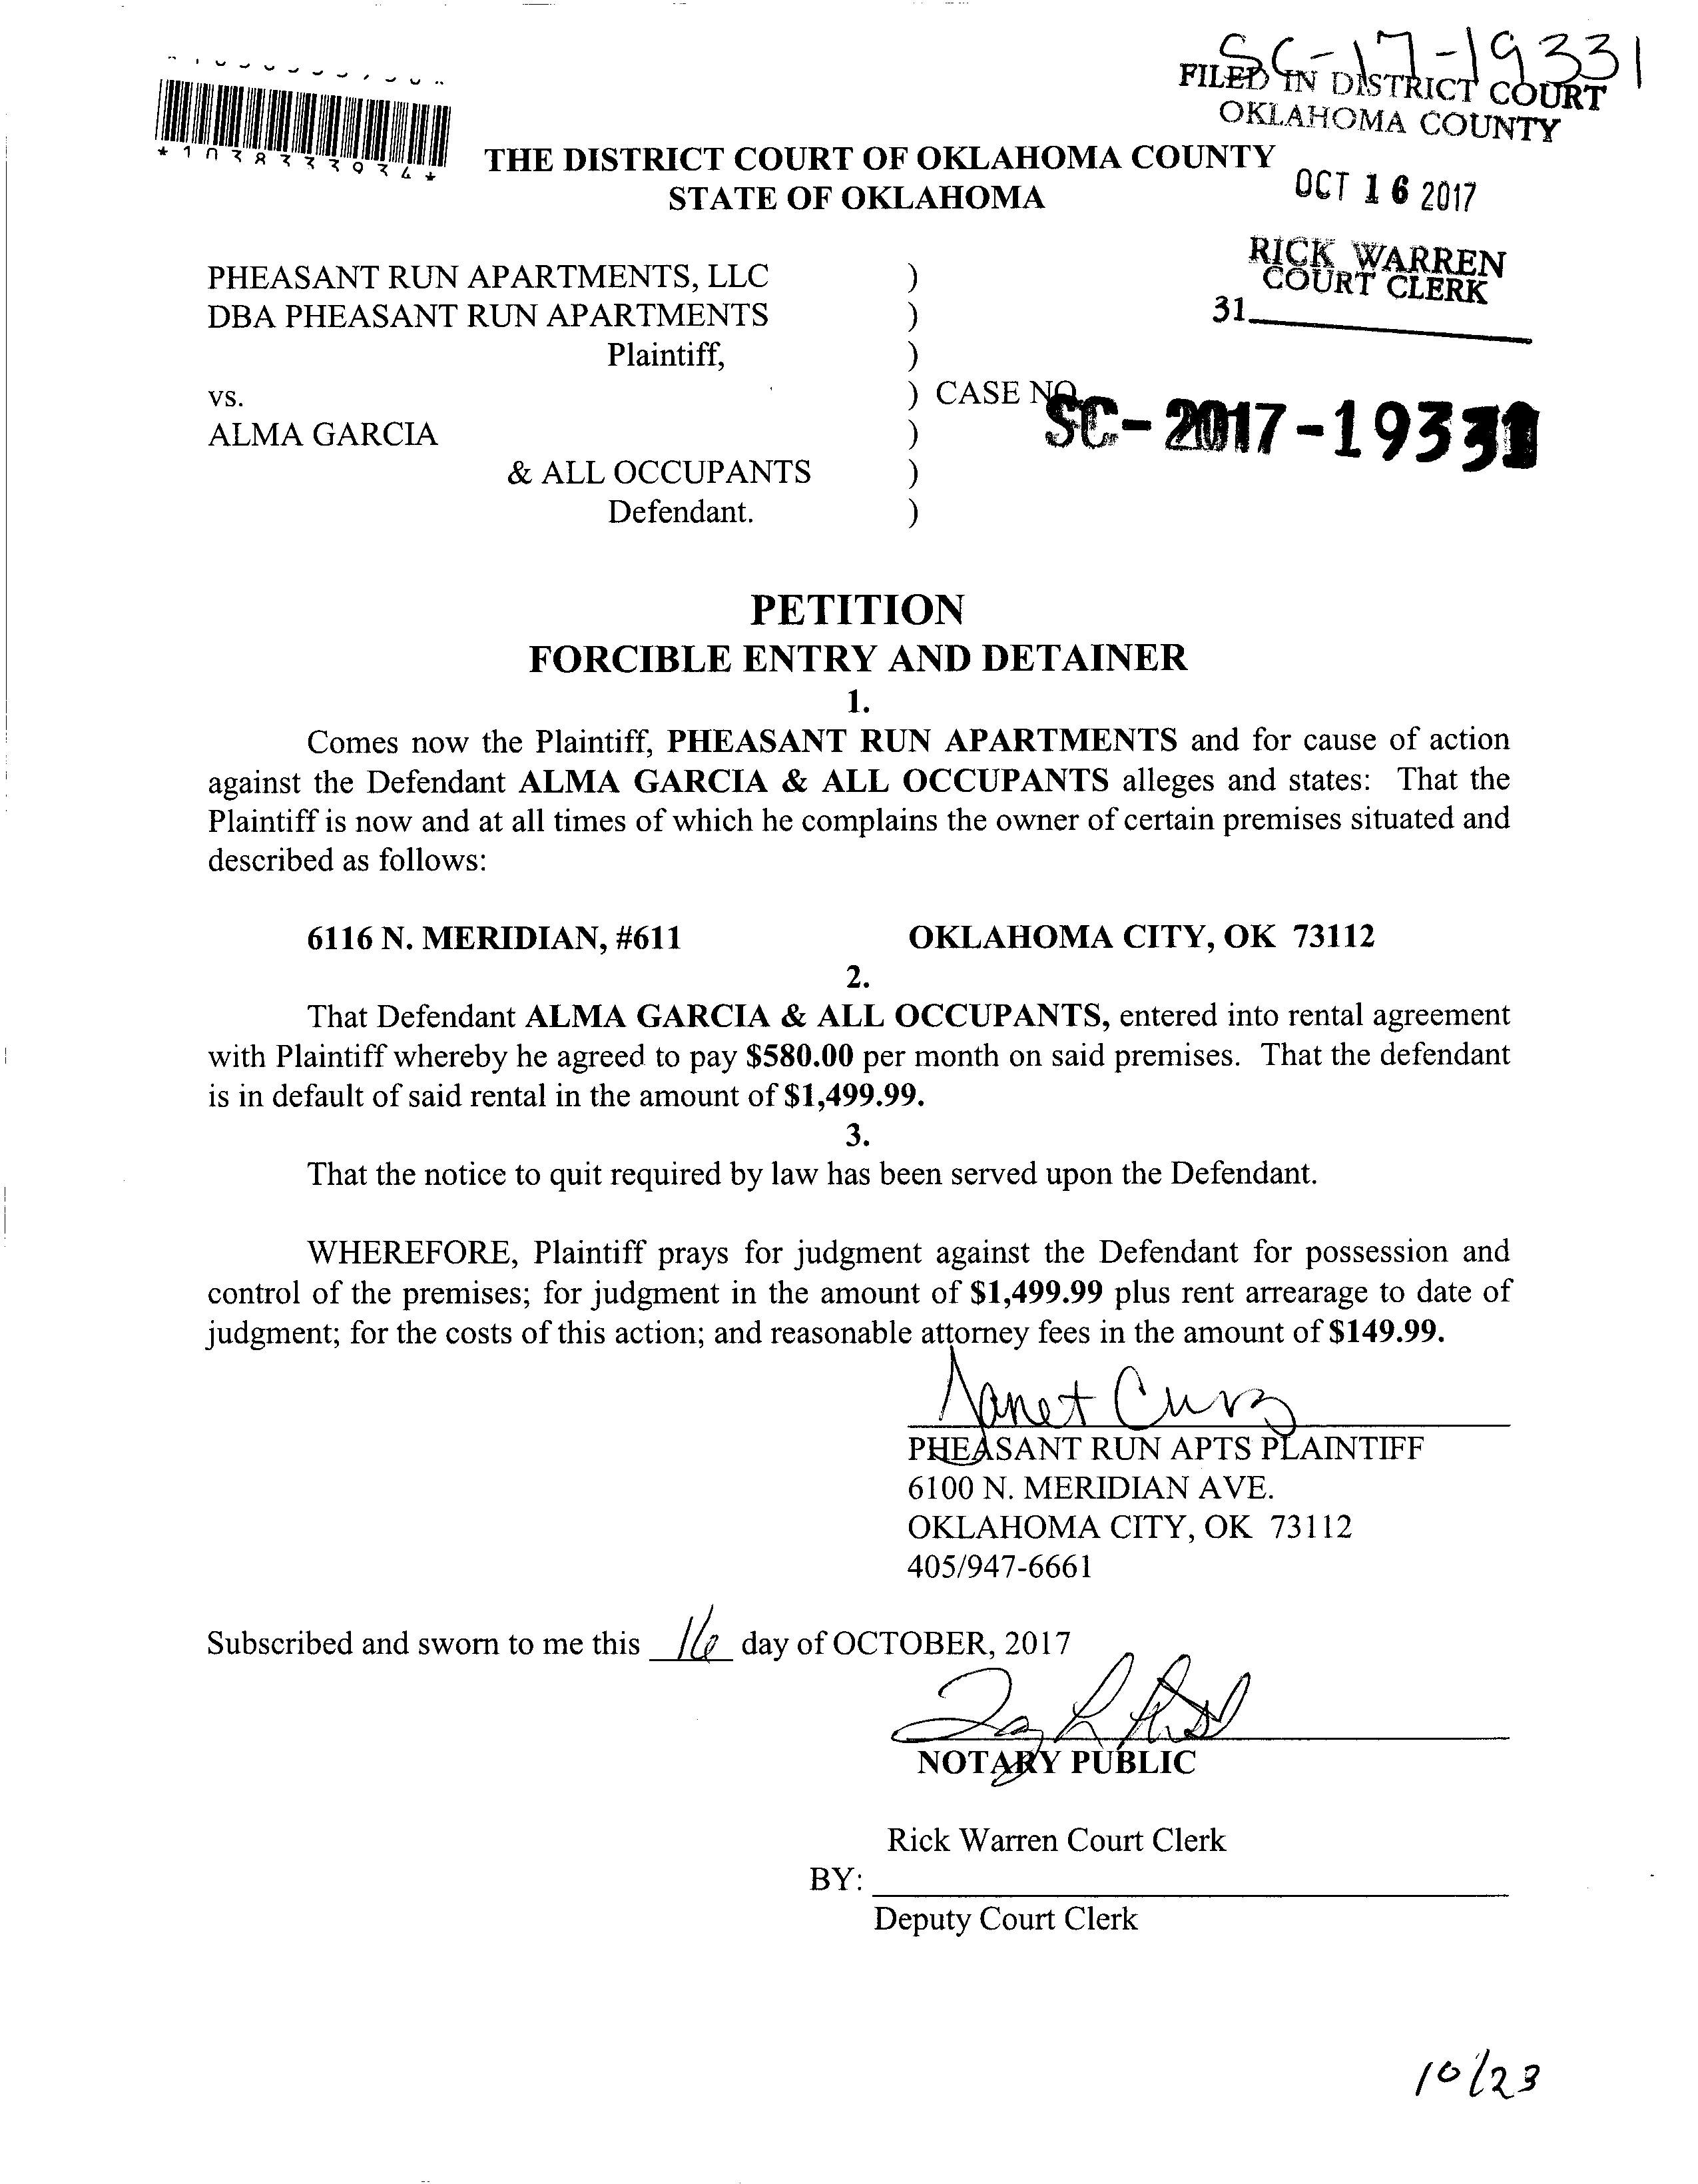 SC-17-19331
FILED IN DISTRICT COURT
OKLAHOMA COUNTY
*1038333934*
THE DISTRICT COURT OF OKLAHOMA COUNTY
STATE OF OKLAHOMA
OCT 16 2017
RICK WARREN
COURT CLERK
31
PHEASANT RUN APARTMENTS, LLC )
DBA PHEASANT RUN APARTMENTS )
Plaintiff, )
vs. ) CASE NO.
SC-2017-19331
ALMA GARCIA )
& ALL OCCUPANTS )
Defendant. )
PETITION
FORCIBLE ENTRY AND DETAINER
1.
Comes now the Plaintiff, PHEASANT RUN APARTMENTS and for cause of action
against the Defendant ALMA GARCIA & ALL OCCUPANTS alleges and states: That the
Plaintiff is now and at all times of which he complains the owner of certain premises situated and
described as follows:
6116 N. MERIDIAN, #611 OKLAHOMA CITY, OK 73112
2.
That Defendant ALMA GARCIA & ALL OCCUPANTS, entered into rental agreement
with Plaintiff whereby he agreed to pay $580.00 per month on said premises. That the defendant
is in default of said rental in the amount of $1,499.99.
3.
That the notice to quit required by law has been served upon the Defendant.
WHEREFORE, Plaintiff prays for judgment against the Defendant for possession and
control of the premises; for judgment in the amount of $1,499.99 plus rent arrearage to date of
judgment; for the costs of this action; and reasonable attorney fees in the amount of $149.99.
Janet Cruz
PHEASANT RUN APTS PLAINTIFF
6100 N. MERIDIAN AVE.
OKLAHOMA CITY, OK 73112
405/947-6661
Subscribed and sworn to me this 16 day of OCTOBER, 2017
NOTARY PUBLIC
Rick Warren Court Clerk
BY:
Deputy Court Clerk
10/23